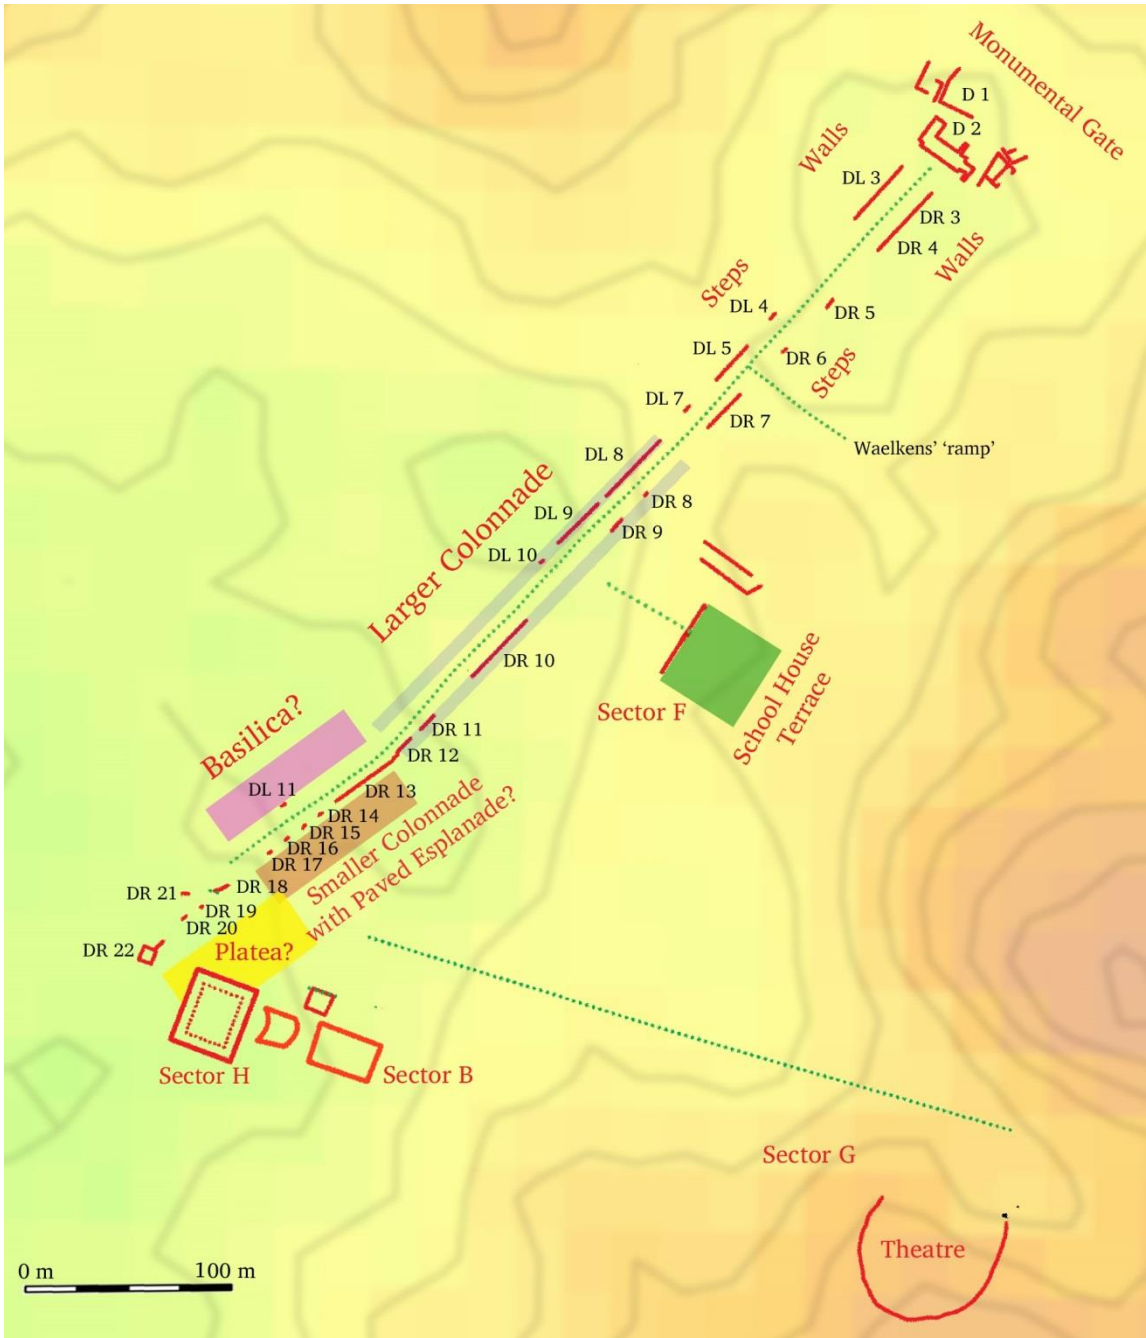 Monumental Gate
D 1
D 2
Walls
DL 3
DR 3
DR 4
Walls
Steps
DL 4
DR 5
DL 5
DR 6
Steps
DL 7
DR 7
Waelkens’ ‘ramp’
DL 8
DR 8
DL 9
DR 9
DL 10
Larger Colonnade
DR 10
School House
Terrace
Sector F
DR 11
Basilica?
DR 12
DL 11
DR 13
DR 14
DR 15
DR 16
DR 17
Smaller Colonnade
with Paved Esplanade?
DR 18
DR 21
DR 19
DR 20
DR 22
Platea?
Sector H
Sector B
Sector G
Theatre
0 m
100 m